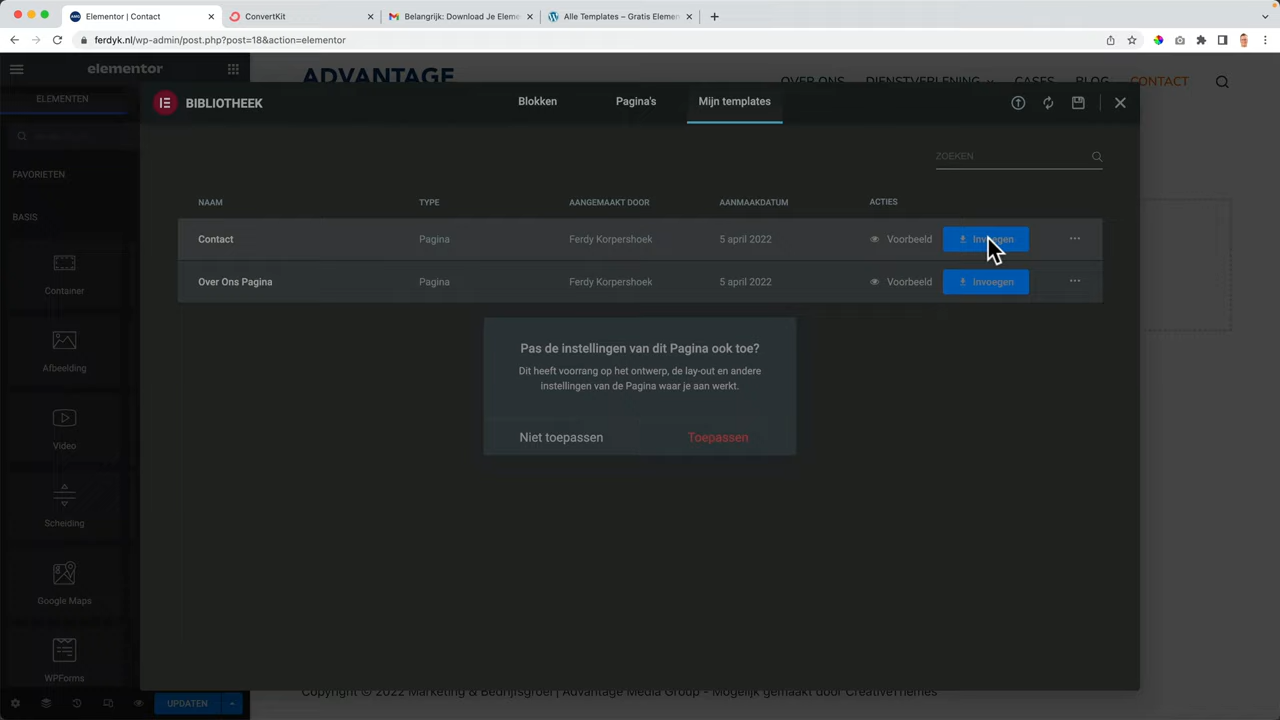 Elementor | Contact
ConvertKit
Belangrijk: Download Je Eleme
Alle Templates – Gratis Elemen
ferdyk.nl/wp-admin/post.php?post=18&action=elementor
elementor
ADVANTAGE
OVER ONS DIENSTVERLENING CASES BLOG CONTACT
ELEMENTEN
BIBLIOTHEEK
Blokken
Pagina's
Mijn templates
ZOEKEN
FAVORIETEN
BASIS
NAAM TYPE AANGEMAAKT DOOR AANMAAKDATUM ACTIES
Contact Pagina Ferdy Korpershoek 5 april 2022 Voorbeeld Invoegen
Over Ons Pagina Pagina Ferdy Korpershoek 5 april 2022 Voorbeeld Invoegen
Container
Afbeelding
Video
Scheiding
Google Maps
WPForms
Pas de instellingen van dit Pagina ook toe?
Dit heeft voorrang op het ontwerp, de lay-out en andere
instellingen van de Pagina waar je aan werkt.
Niet toepassen Toepassen
UPDATEN
Copyright © 2022 Marketing & Bedrijfsgroei | Advantage Media Group - Mogelijk gemaakt door CreativeThemes